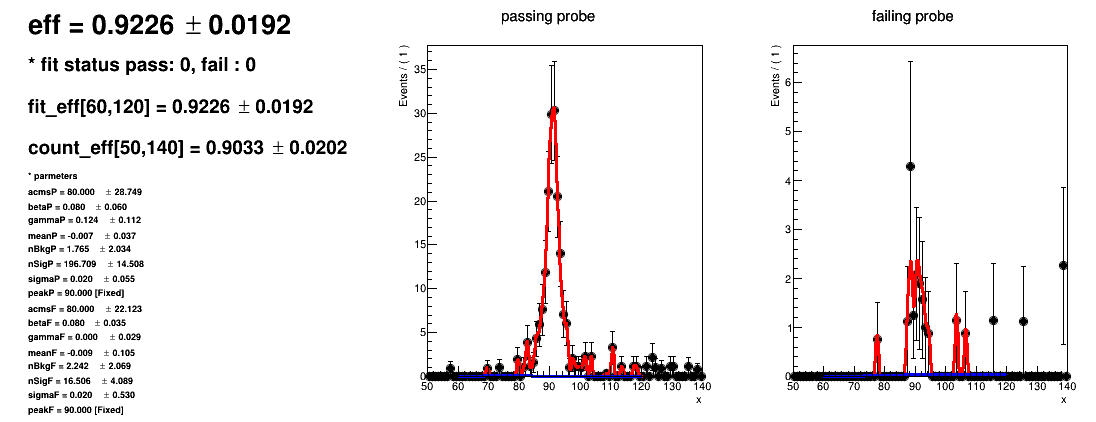 eff = 0.9226 ± 0.0192
* fit status pass: 0, fail : 0
fit_eff[60,120] = 0.9226 ± 0.0192
count_eff[50,140] = 0.9033 ± 0.0202
* parmeters
acmsP = 80.000 ± 28.749
betaP = 0.080 ± 0.060
gammaP = 0.124 ± 0.112
meanP = -0.007 ± 0.037
nBkgP = 1.765 ± 2.034
nSigP = 196.709 ± 14.508
sigmaP = 0.020 ± 0.055
peakP = 90.000 [Fixed]
acmsF = 80.000 ± 22.123
betaF = 0.080 ± 0.035
gammaF = 0.000 ± 0.029
meanF = -0.009 ± 0.105
nBkgF = 2.242 ± 2.069
nSigF = 16.506 ± 4.089
sigmaF = 0.020 ± 0.530
peakF = 90.000 [Fixed]
passing probe
Events / ( 1 )
35
30
25
20
15
10
5
0
50 60 70 80 90 100 110 120 130 140
x
failing probe
Events / ( 1 )
6
5
4
3
2
1
0
50 60 70 80 90 100 110 120 130 140
x